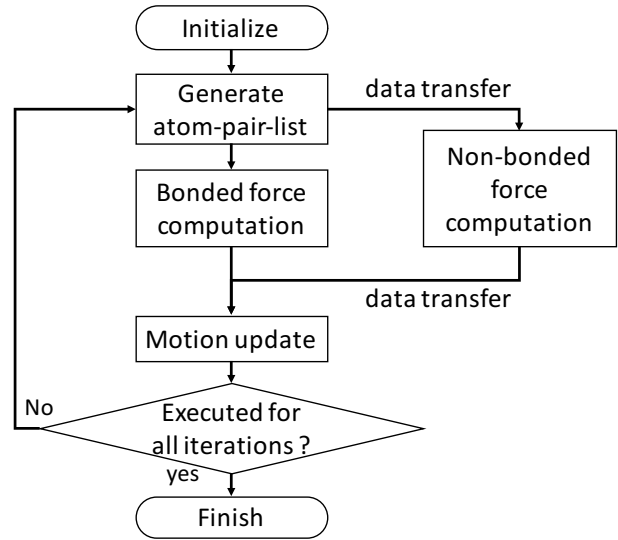 Initialize
Generate
atom-pair-list
data transfer
Non-bonded
force
computation
Bonded force
computation
data transfer
Motion update
No
Executed for
all iterations ?
yes
Finish